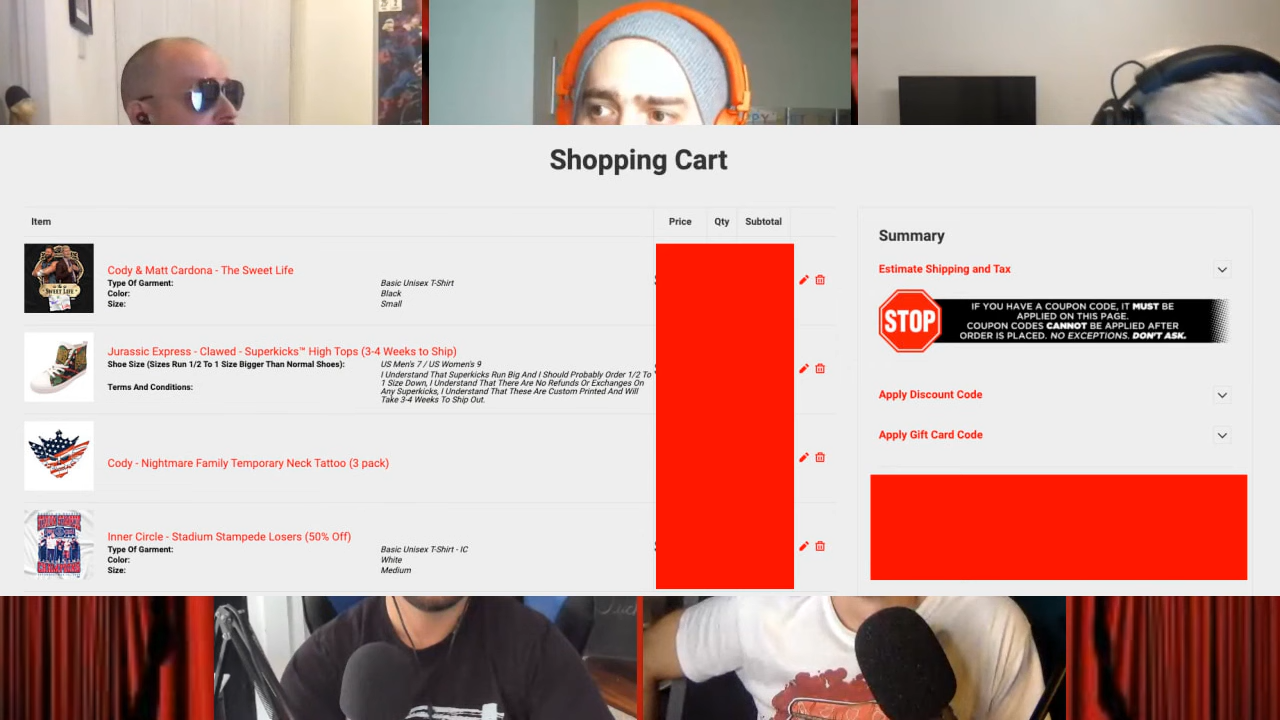 Shopping Cart
Item
Price
Qty
Subtotal
Cody & Matt Cardona - The Sweet Life
Type Of Garment:
Basic Unisex T-Shirt
Color:
Black
Size:
Small
Jurassic Express - Clawed - Superkicks™ High Tops (3-4 Weeks to Ship)
Shoe Size (Sizes Run 1/2 To 1 Size Bigger Than Normal Shoes):
US Men's 7 / US Women's 9
Terms And Conditions:
I Understand That Superkicks Run Big And I Should Probably Order 1/2 To
1 Size Down, I Understand That There Are No Refunds Or Exchanges On
Any Superkicks, I Understand That These Are Custom Printed And Will
Take 3-4 Weeks To Ship Out.
Cody - Nightmare Family Temporary Neck Tattoo (3 pack)
Inner Circle - Stadium Stampede Losers (50% Off)
Type Of Garment:
Basic Unisex T-Shirt - IC
Color:
White
Size:
Medium
Summary
Estimate Shipping and Tax
STOP
IF YOU HAVE A COUPON CODE, IT MUST BE
APPLIED ON THIS PAGE.
COUPON CODES CANNOT BE APPLIED AFTER
ORDER IS PLACED. NO EXCEPTIONS. DON'T ASK.
Apply Discount Code
Apply Gift Card Code
SWEET LIFE